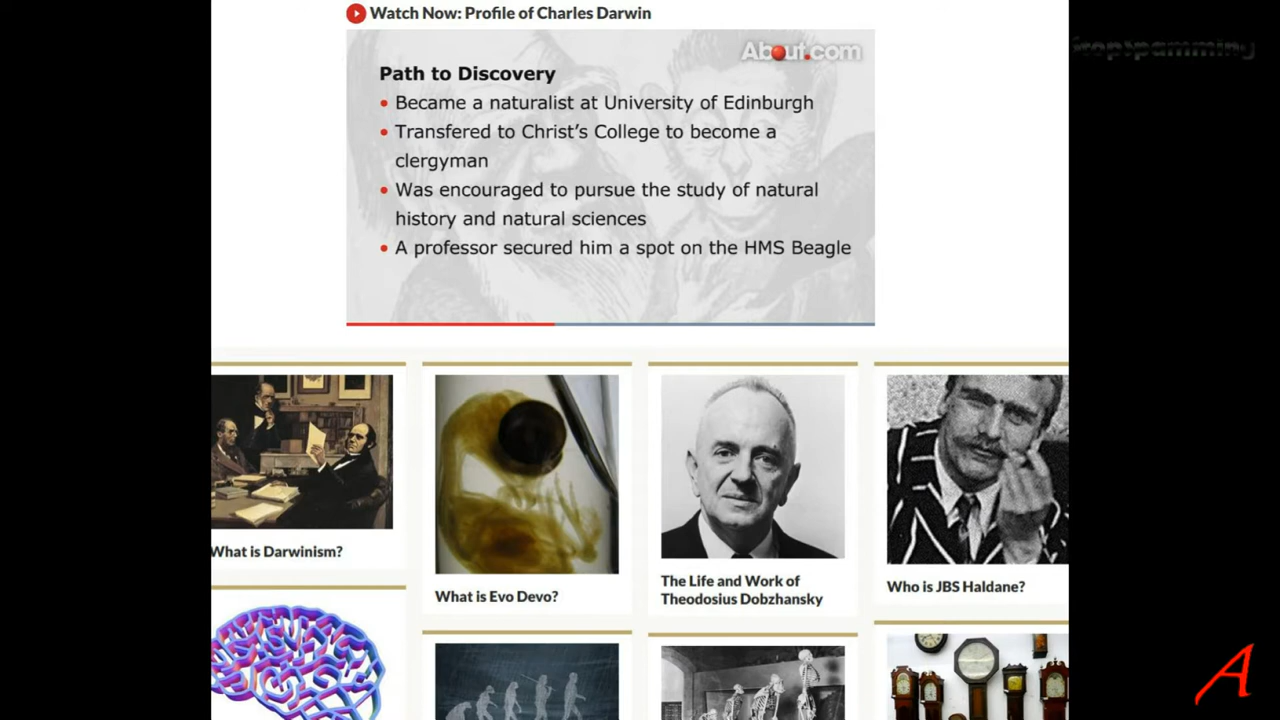 Watch Now: Profile of Charles Darwin
About.com
Path to Discovery
Became a naturalist at University of Edinburgh
Transfered to Christ's College to become a
clergyman
Was encouraged to pursue the study of natural
history and natural sciences
A professor secured him a spot on the HMS Beagle
What is Darwinism?
What is Evo Devo?
The Life and Work of
Theodosius Dobzhansky
Who is JBS Haldane?
A